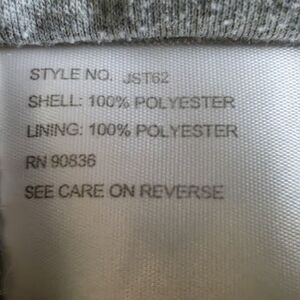 STYLE NO. JST62
SHELL: 100% POLYESTER
LINING: 100% POLYESTER
RN 90836
SEE CARE ON REVERSE